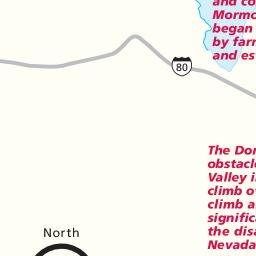 and co
Mormo
began
by farm
and es
80
The Don
obstacl
Valley i
climb o
climb a
signific
the disa
Nevada
North